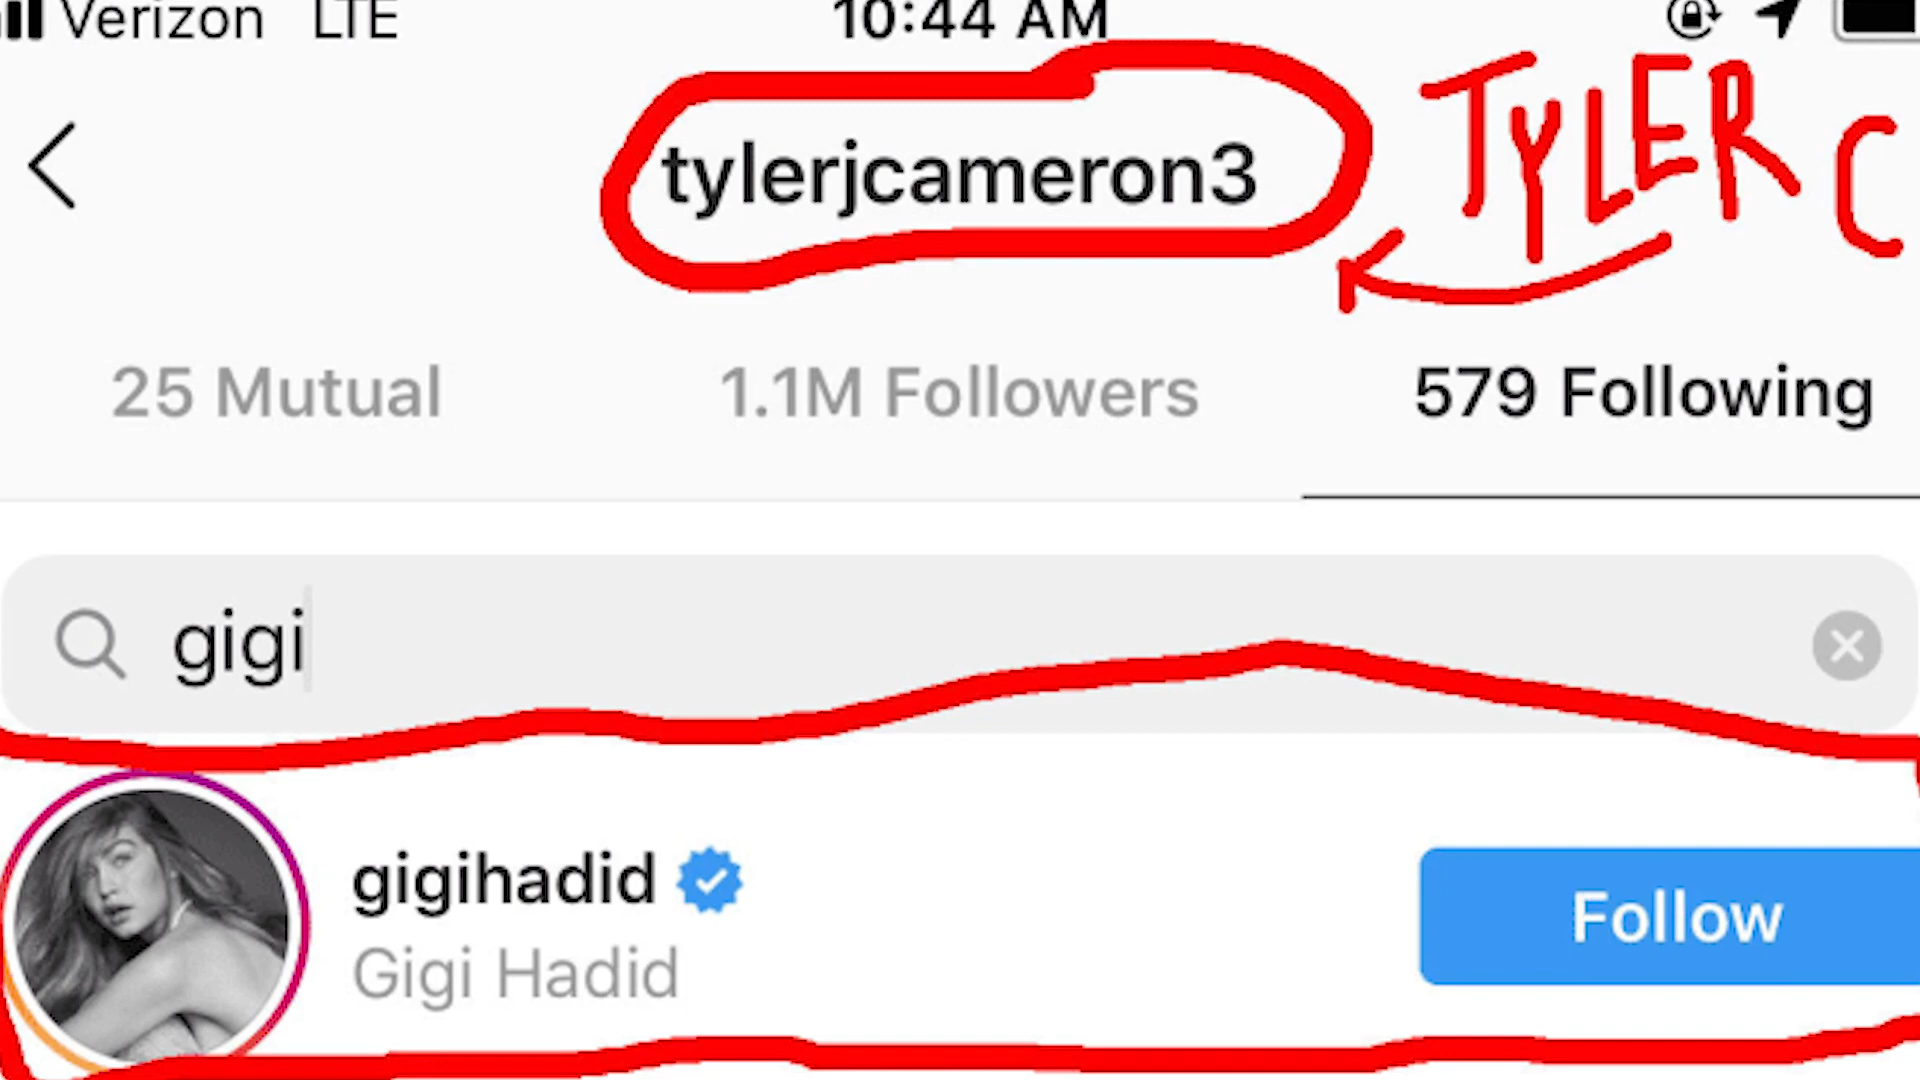 Verizon LTE 10:44 AM
tylerjcameron3 TYLER C
25 Mutual 1.1M Followers 579 Following
gigi
gigihadid
Gigi Hadid
Follow